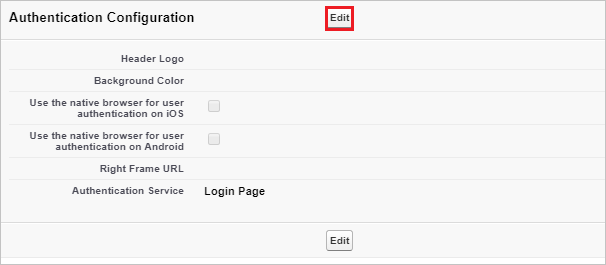 Authentication Configuration Edit
Header Logo
Background Color
Use the native browser for user
authentication on iOS
Use the native browser for user
authentication on Android
Right Frame URL
Authentication Service Login Page
Edit